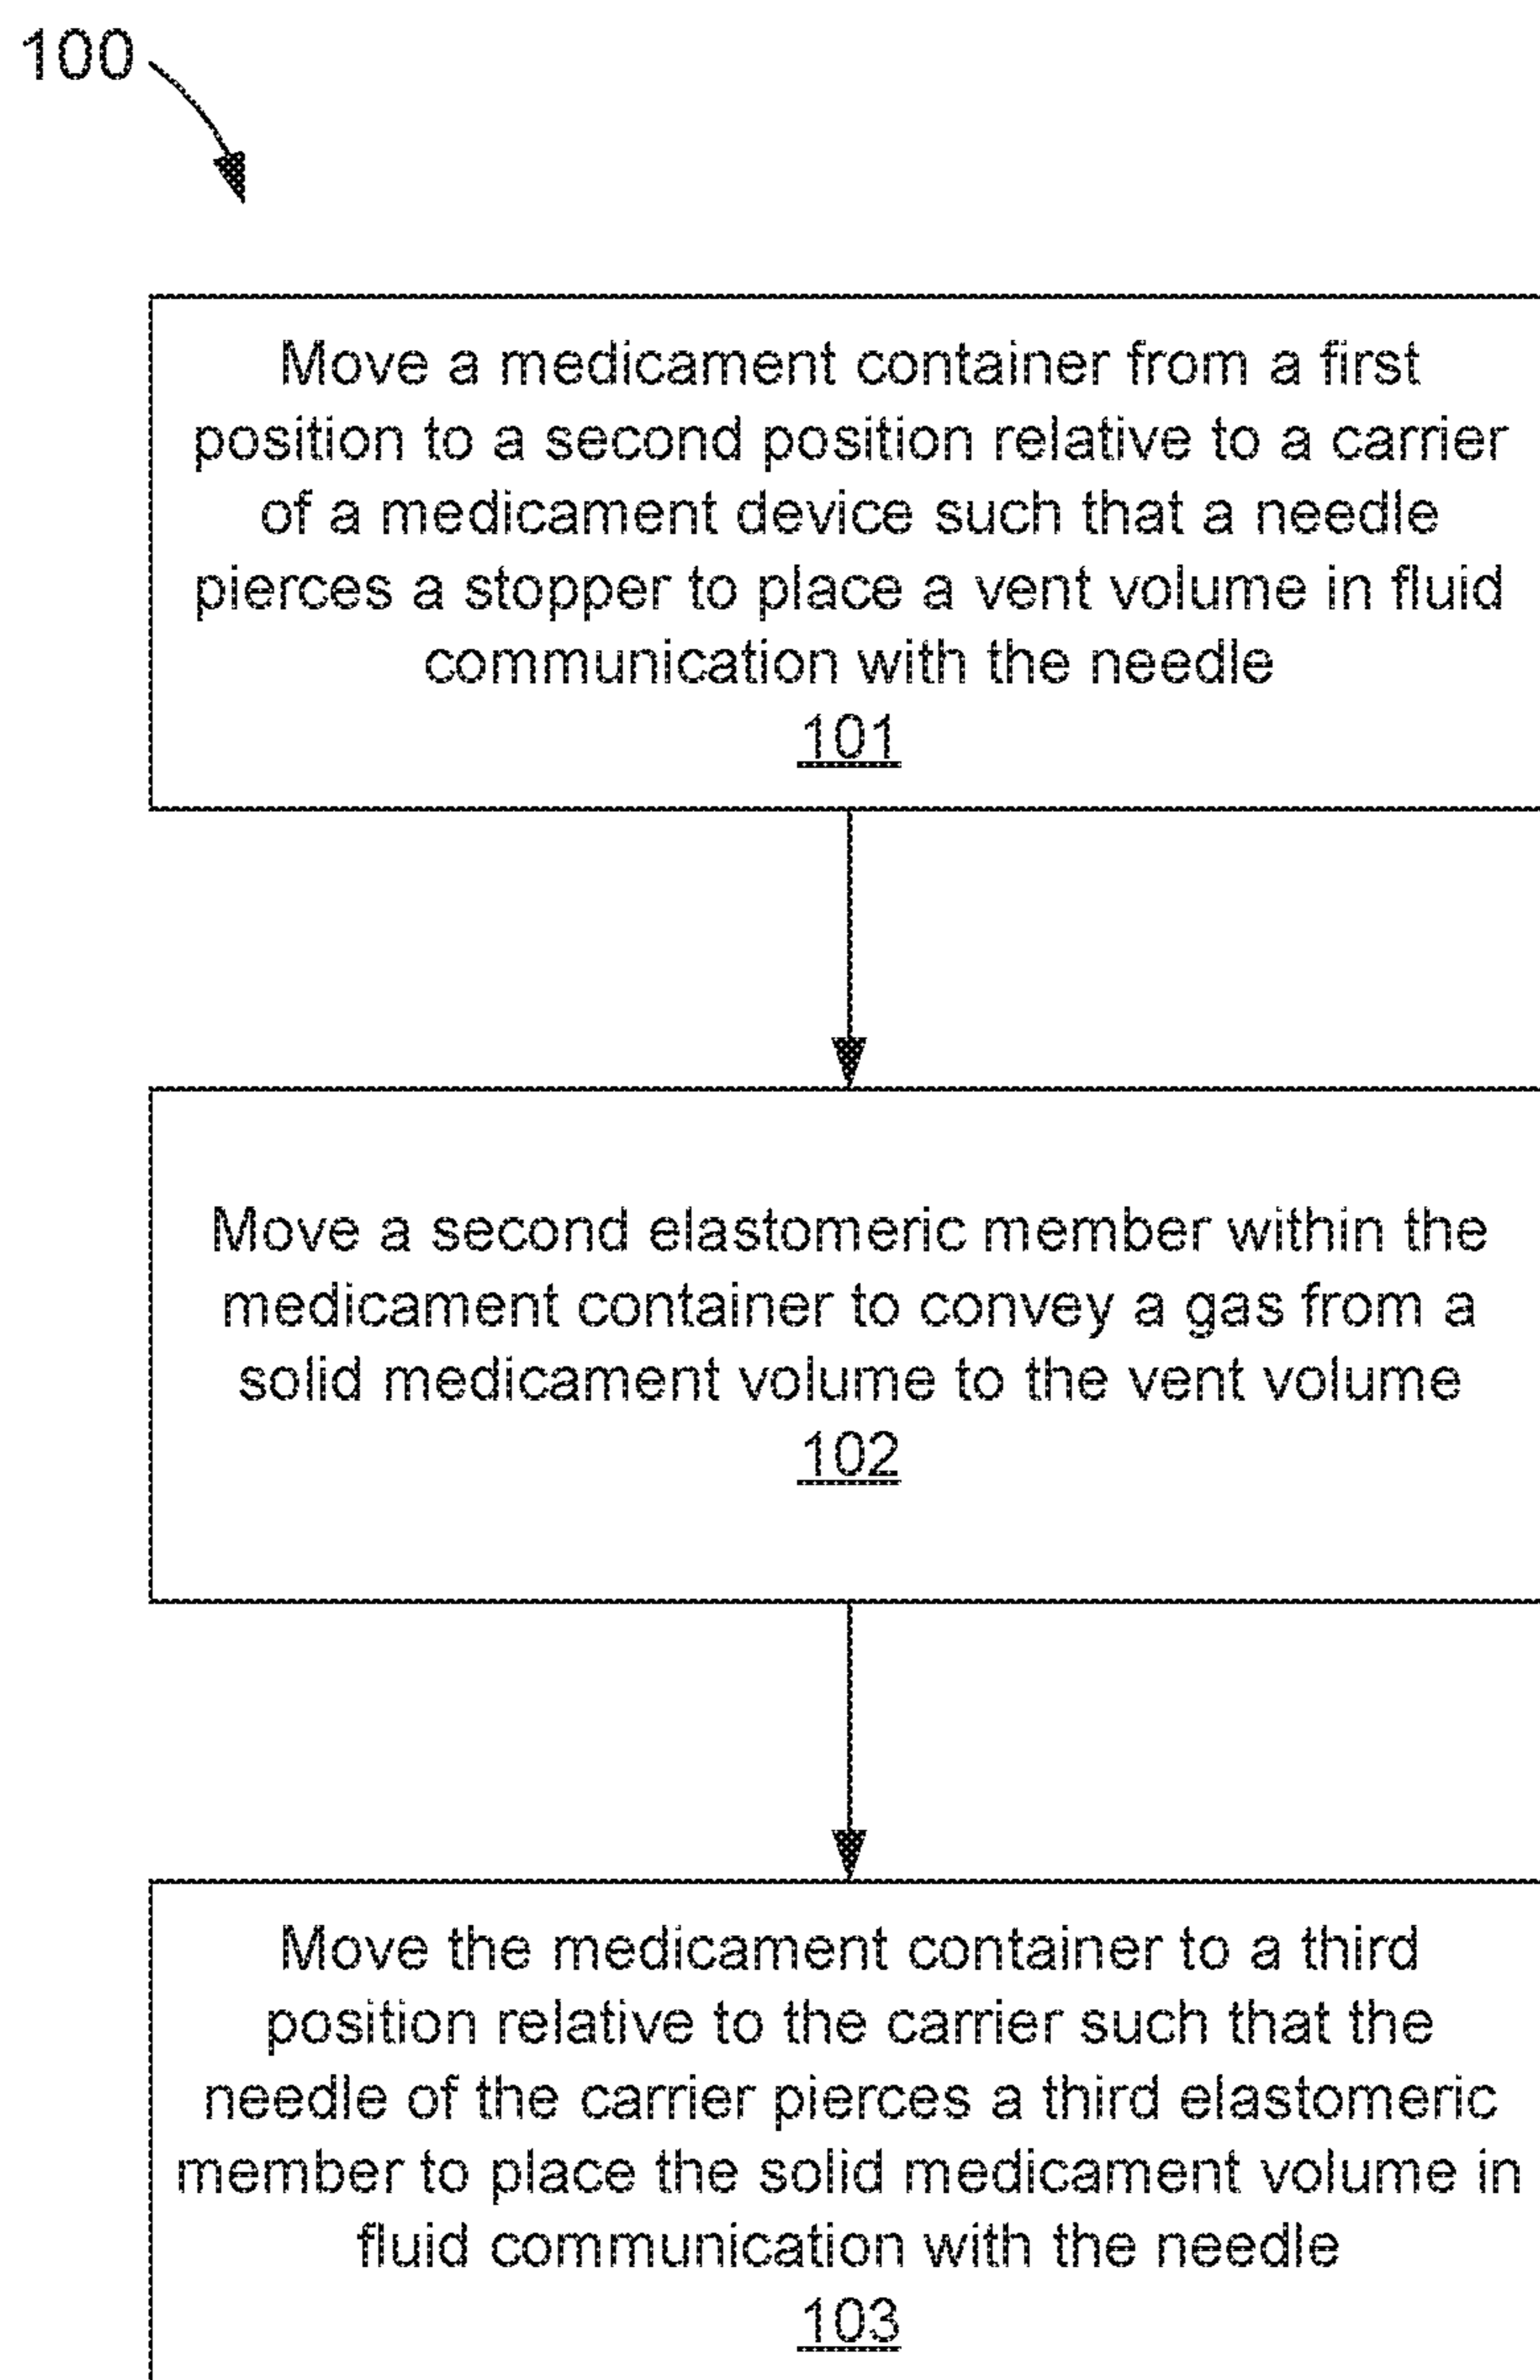 100
Move a medicament container from a first
position to a second position relative to a carrier
of a medicament device such that a needle
pierces a stopper to place a vent volume in fluid
communication with the needle
101
Move a second elastomeric member within the
medicament container to convey a gas from a
solid medicament volume to the vent volume
102
Move the medicament container to a third
position relative to the carrier such that the
needle of the carrier pierces a third elastomeric
member to place the solid medicament volume in
fluid communication with the needle
103